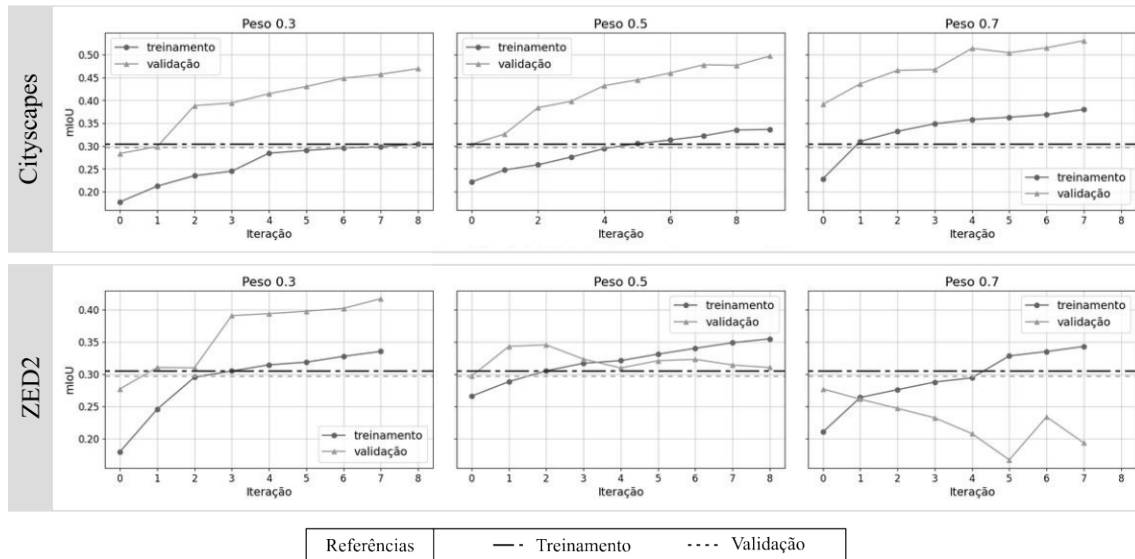 Cityscapes
Peso 0.3
mIoU
0.50
0.45
0.40
0.35
0.30
0.25
0.20
treinamento
validação
0 1 2 3 4 5 6 7 8
Iteração
Peso 0.5
treinamento
validação
0 2 4 6 8
Iteração
Peso 0.7
treinamento
validação
0 1 2 3 4 5 6 7 8
Iteração
ZED2
Peso 0.3
mIoU
0.40
0.35
0.30
0.25
0.20
treinamento
validação
0 1 2 3 4 5 6 7 8
Iteração
Peso 0.5
treinamento
validação
0 1 2 3 4 5 6 7 8
Iteração
Peso 0.7
treinamento
validação
0 1 2 3 4 5 6 7 8
Iteração
Referências Treinamento Validação